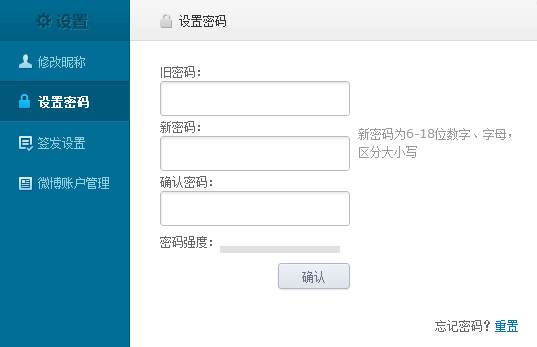 设置
修改昵称
设置密码
签发设置
微博账户管理
设置密码
旧密码：
新密码：
新密码为6-18位数字、字母，
区分大小写
确认密码：
密码强度：
确认
忘记密码？重置